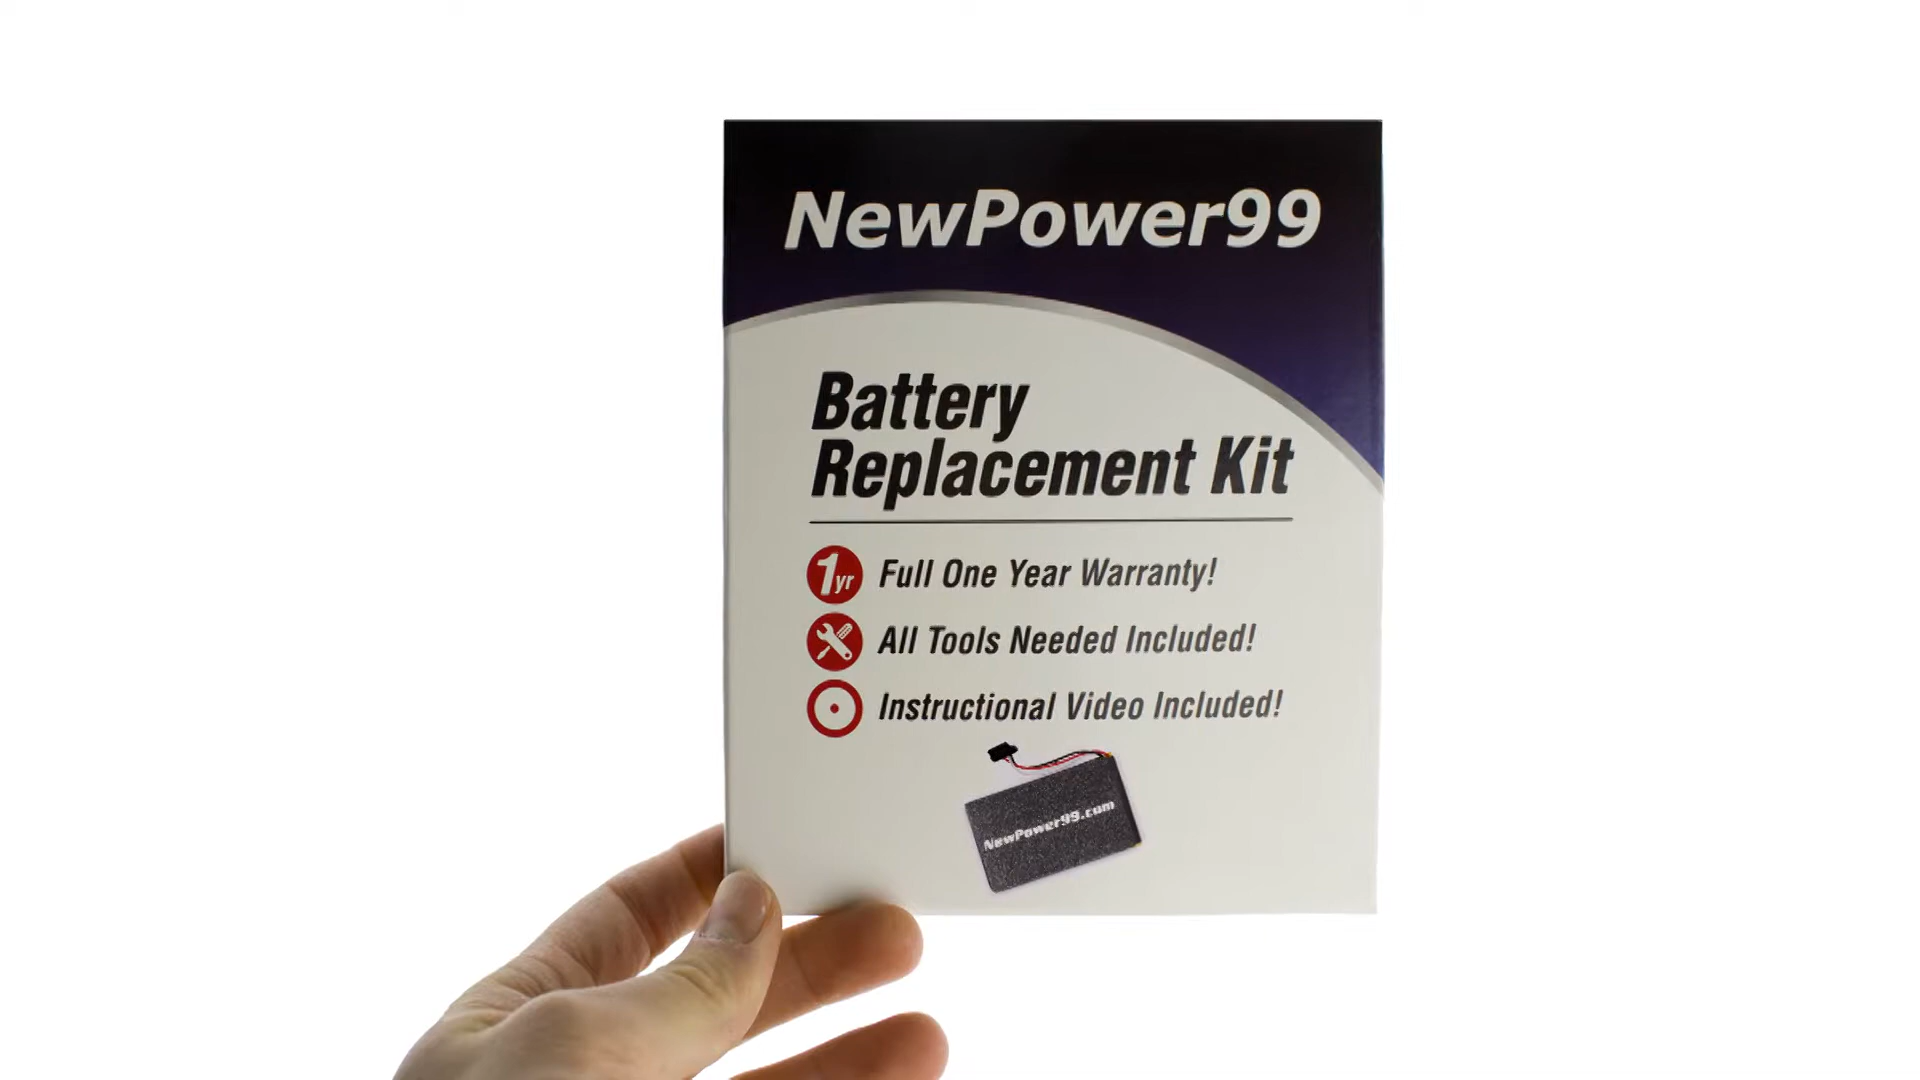 NewPower99
Battery
Replacement Kit
1yr Full One Year Warranty!
All Tools Needed Included!
Instructional Video Included!
NewPower99.com